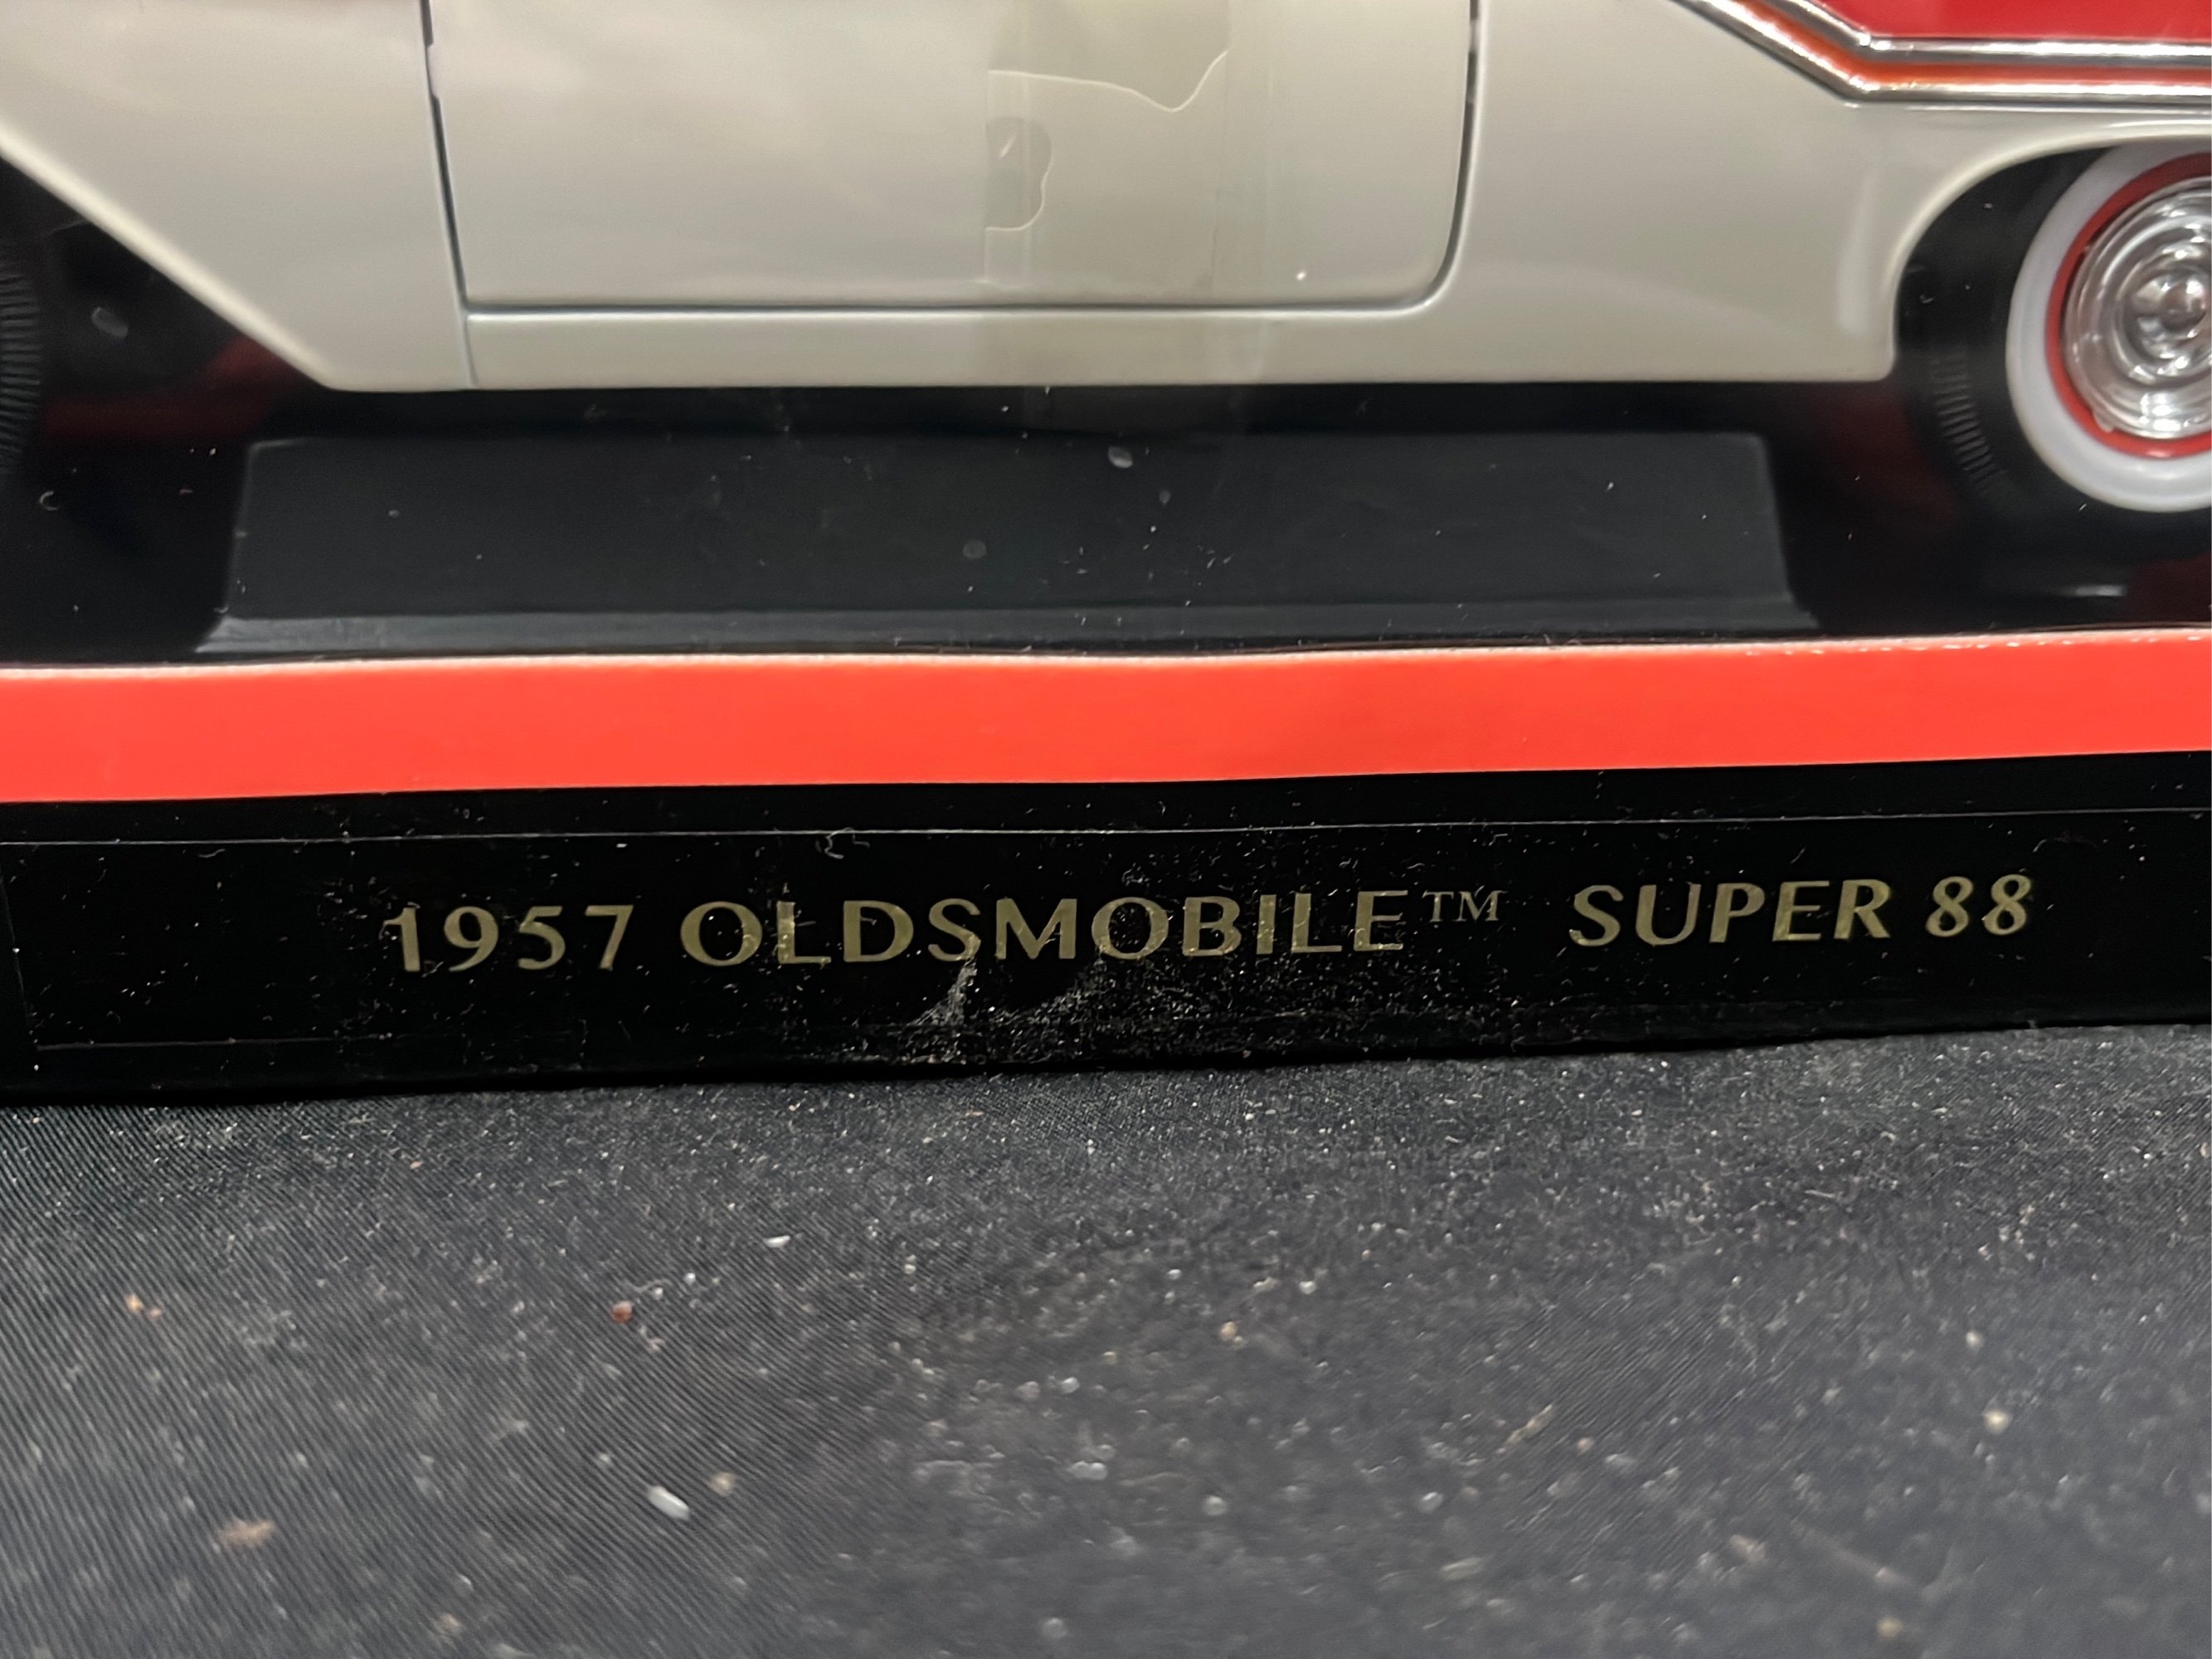 1957 OLDSMOBILE™ SUPER 88